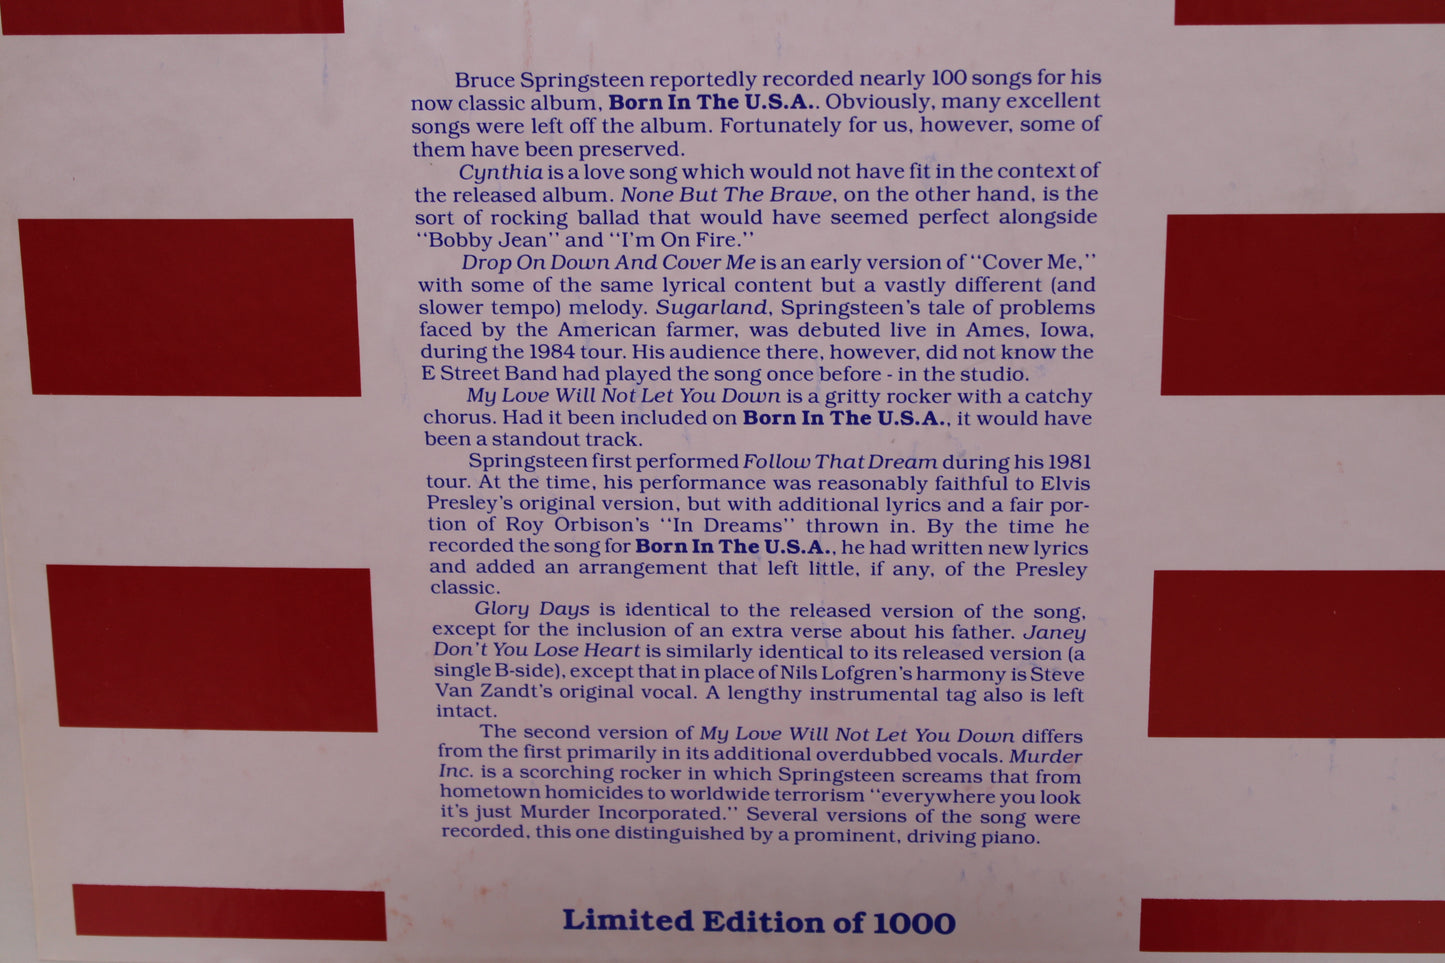 Bruce Springsteen reportedly recorded nearly 100 songs for his
now classic album, Born In The U.S.A.. Obviously, many excellent
songs were left off the album. Fortunately for us, however, some of
them have been preserved.
Cynthia is a love song which would not have fit in the context of
the released album. None But The Brave, on the other hand, is the
sort of rocking ballad that would have seemed perfect alongside
"Bobby Jean" and "I'm On Fire."
Drop On Down And Cover Me is an early version of "Cover Me,"
with some of the same lyrical content but a vastly different (and
slower tempo) melody. Sugarland, Springsteen's tale of problems
faced by the American farmer, was debuted live in Ames, Iowa,
during the 1984 tour. His audience there, however, did not know the
E Street Band had played the song once before - in the studio.
My Love Will Not Let You Down is a gritty rocker with a catchy
chorus. Had it been included on Born In The U.S.A., it would have
been a standout track.
Springsteen first performed Follow That Dream during his 1981
tour. At the time, his performance was reasonably faithful to Elvis
Presley's original version, but with additional lyrics and a fair por-
tion of Roy Orbison's "In Dreams" thrown in. By the time he
recorded the song for Born In The U.S.A., he had written new lyrics
and added an arrangement that left little, if any, of the Presley
classic.
Glory Days is identical to the released version of the song,
except for the inclusion of an extra verse about his father. Janey
Don't You Lose Heart is similarly identical to its released version (a
single B-side), except that in place of Nils Lofgren's harmony is Steve
Van Zandt's original vocal. A lengthy instrumental tag also is left
intact.
The second version of My Love Will Not Let You Down differs
from the first primarily in its additional overdubbed vocals. Murder
Inc. is a scorching rocker in which Springsteen screams that from
hometown homicides to worldwide terrorism "everywhere you look
it's just Murder Incorporated." Several versions of the song were
recorded, this one distinguished by a prominent, driving piano.
Limited Edition of 1000